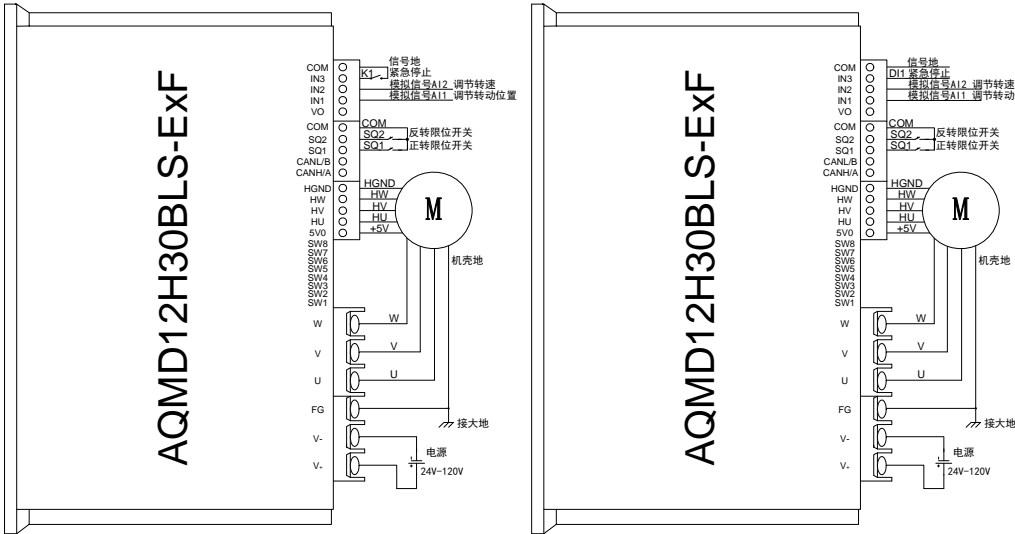 AQMD12H30BLS-ExF
COM
IN3
IN2
IN1
VO
信号地
K1 紧急停止
模拟信号AI2 调节转速
模拟信号AI1 调节转动位置
COM
SQ2
SQ1
CANL/B
CANH/A
COM
SQ2 反转限位开关
SQ1 正转限位开关
HGND
HW
HV
HU
5V0
HGND
HW
HV
HU
+5V
M
机壳地
SW8
SW7
SW6
SW5
SW4
SW3
SW2
SW1
W W
V V
U U
FG
接大地
V-
V+
电源
24V-120V
AQMD12H30BLS-ExF
COM
IN3
IN2
IN1
VO
信号地
DI1 紧急停止
模拟信号AI2 调节转速
模拟信号AI1 调节转动
COM
SQ2
SQ1
CANL/B
CANH/A
COM
SQ2 反转限位开关
SQ1 正转限位开关
HGND
HW
HV
HU
5V0
HGND
HW
HV
HU
+5V
M
机壳地
SW8
SW7
SW6
SW5
SW4
SW3
SW2
SW1
W W
V V
U U
FG
接大地
V-
V+
电源
24V-120V